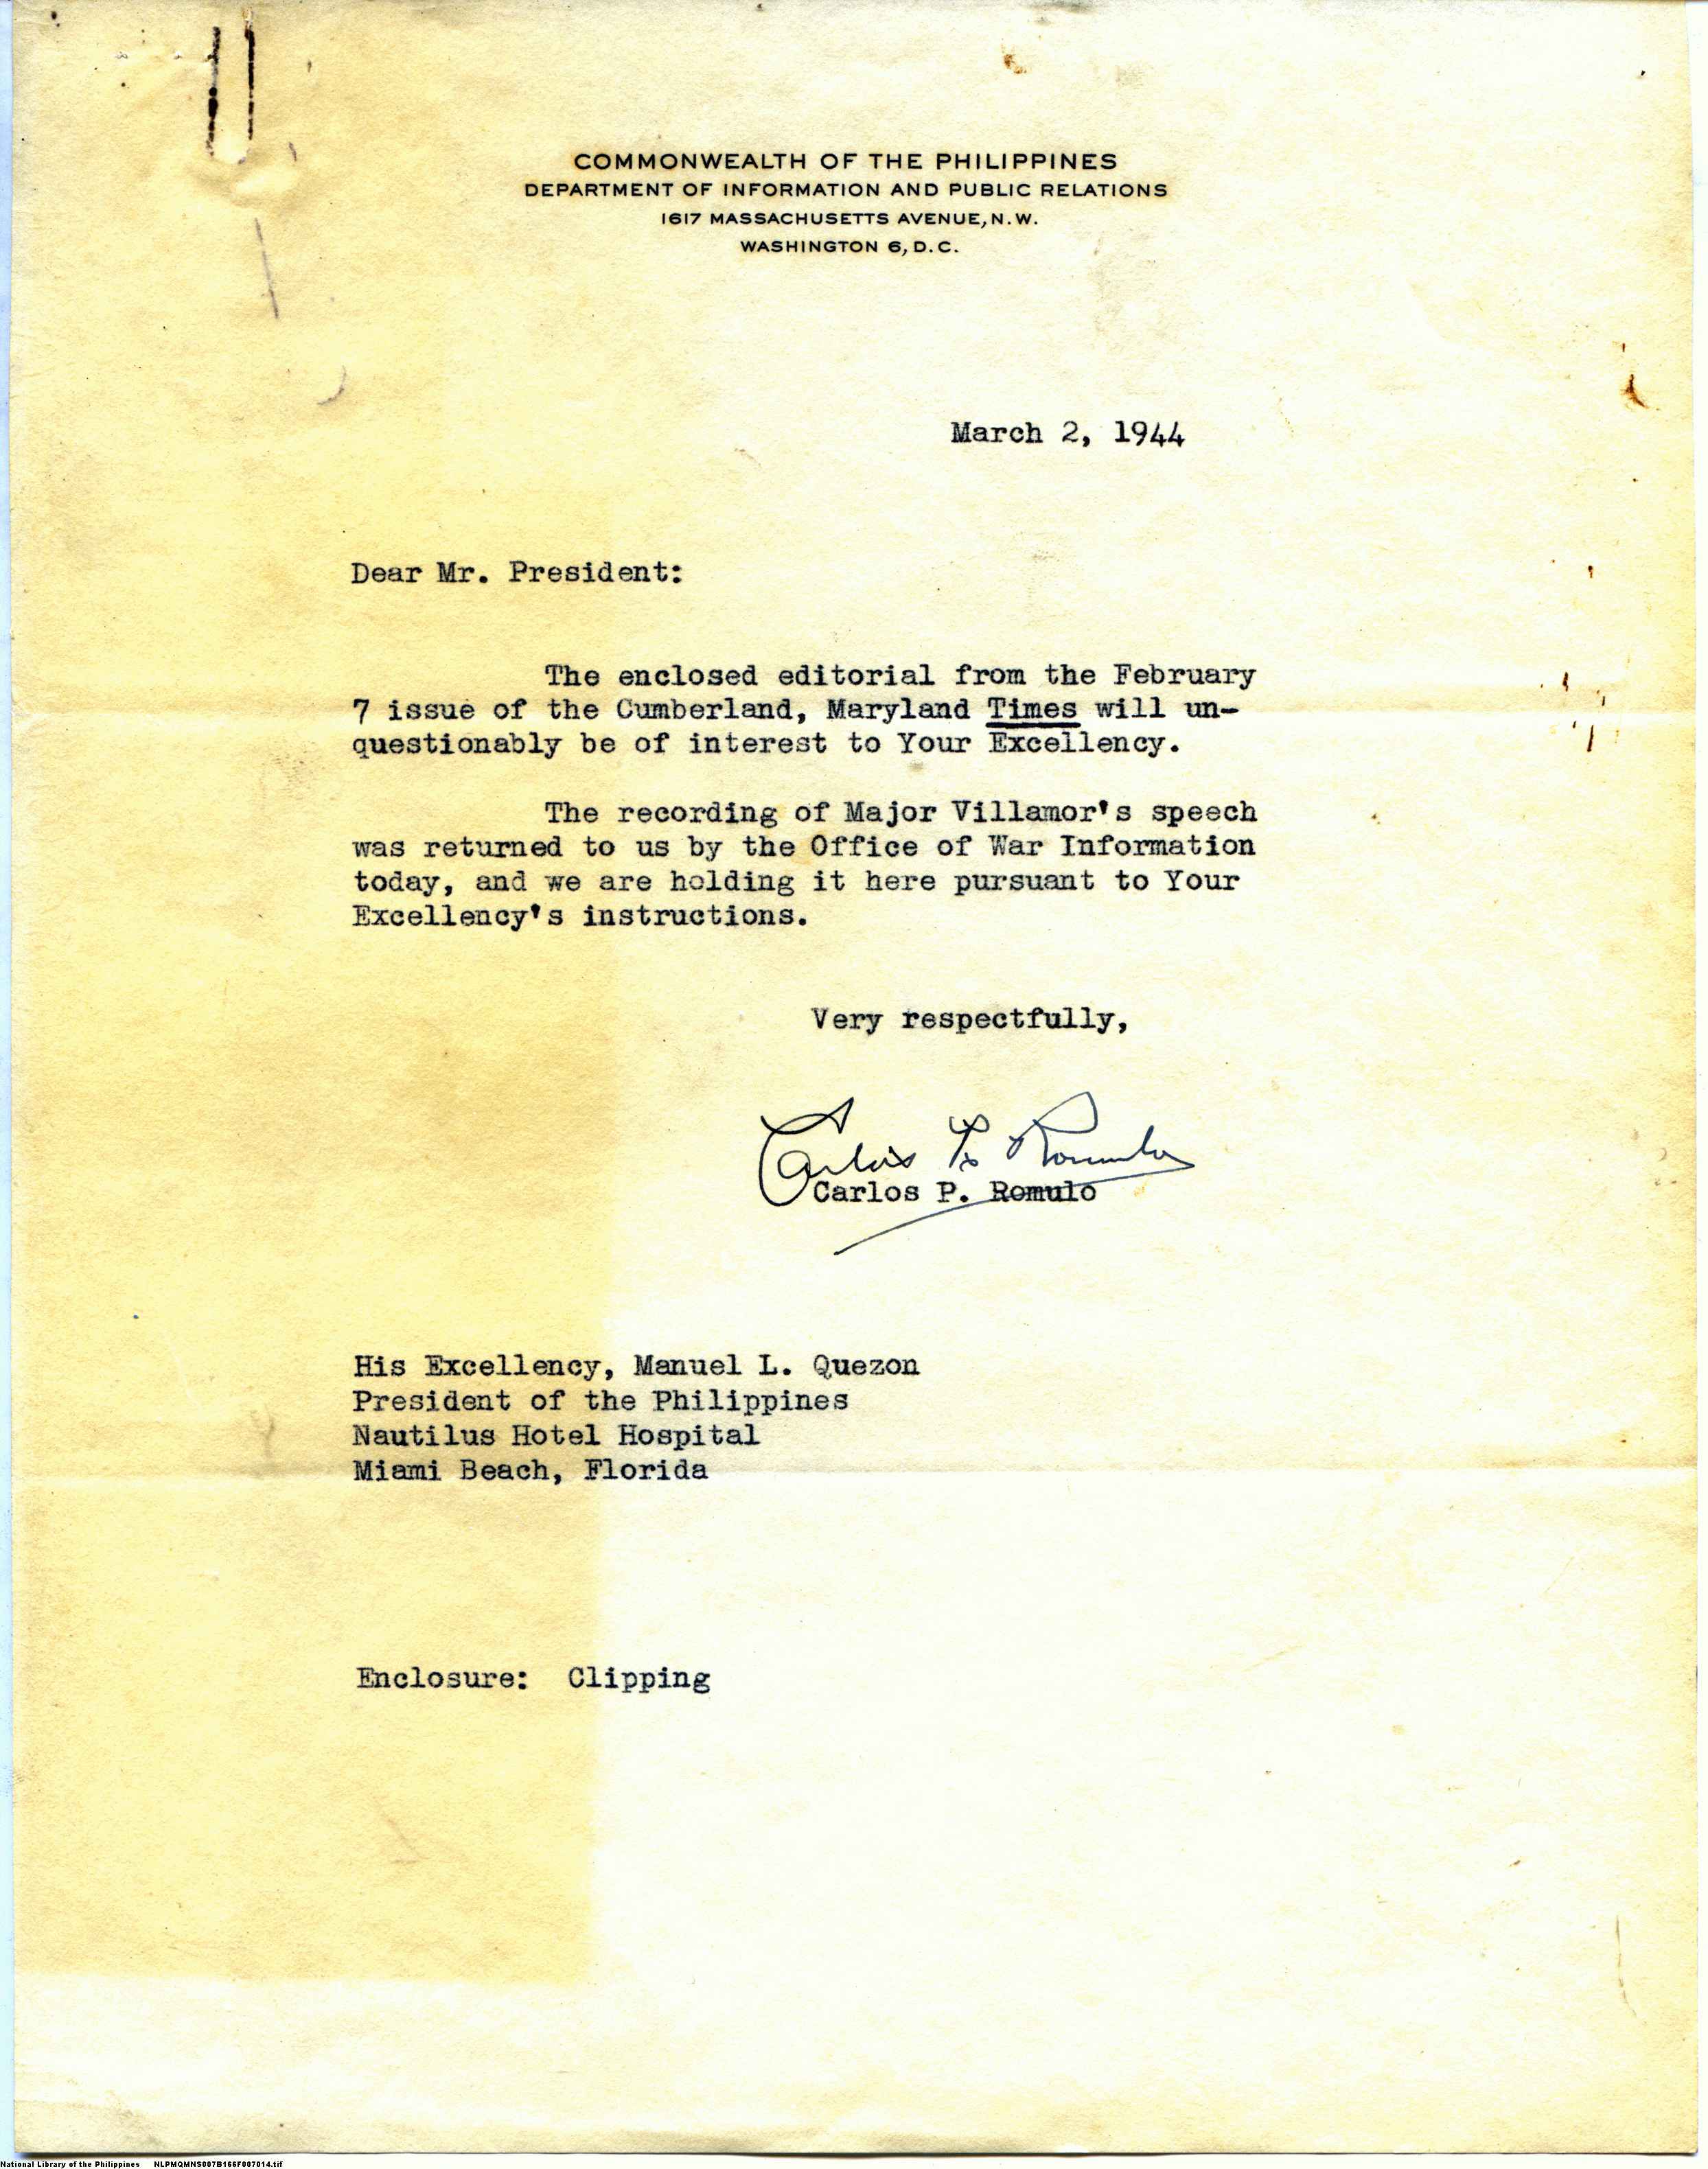 COMMONWEALTH OF THE PHILIPPINES
DEPARTMENT OF INFORMATION AND PUBLIC RELATIONS
1617 MASSACHUSETTS AVENUE, N.W.
WASHINGTON 6, D.C.
March 2, 1944
Dear Mr. President:
The enclosed editorial from the February
7 issue of the Cumberland, Maryland Times will un-
questionably be of interest to Your Excellency.
The recording of Major Villamor's speech
was returned to us by the Office of War Information
today, and we are holding it here pursuant to Your
Excellency's instructions.
Very respectfully,
Carlos P. Romulo
Carlos P. Romulo
His Excellency, Manuel L. Quezon
President of the Philippines
Nautilus Hotel Hospital
Miami Beach, Florida
Enclosure: Clipping
National Library of the Philippines NLPMQMNS007B166F007014.tif